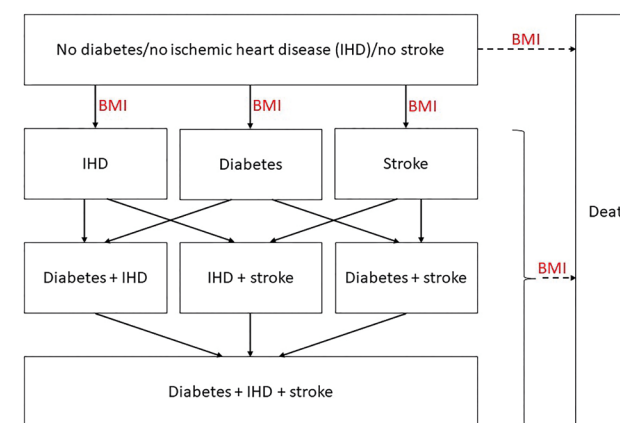 No diabetes/no ischemic heart disease (IHD)/no stroke
BMI
BMI
BMI
BMI
IHD
Diabetes
Stroke
Diabetes + IHD
IHD + stroke
Diabetes + stroke
BMI
Diabetes + IHD + stroke